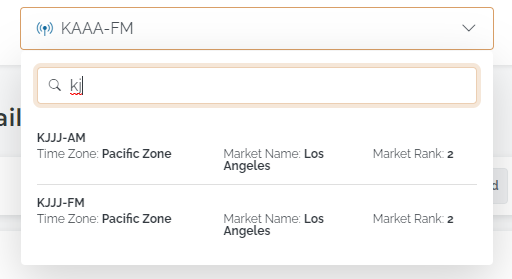 KAAA-FM
kj
ail
KJJJ-AM
Time Zone: Pacific Zone Market Name: Los Angeles Market Rank: 2
d
KJJJ-FM
Time Zone: Pacific Zone Market Name: Los Angeles Market Rank: 2